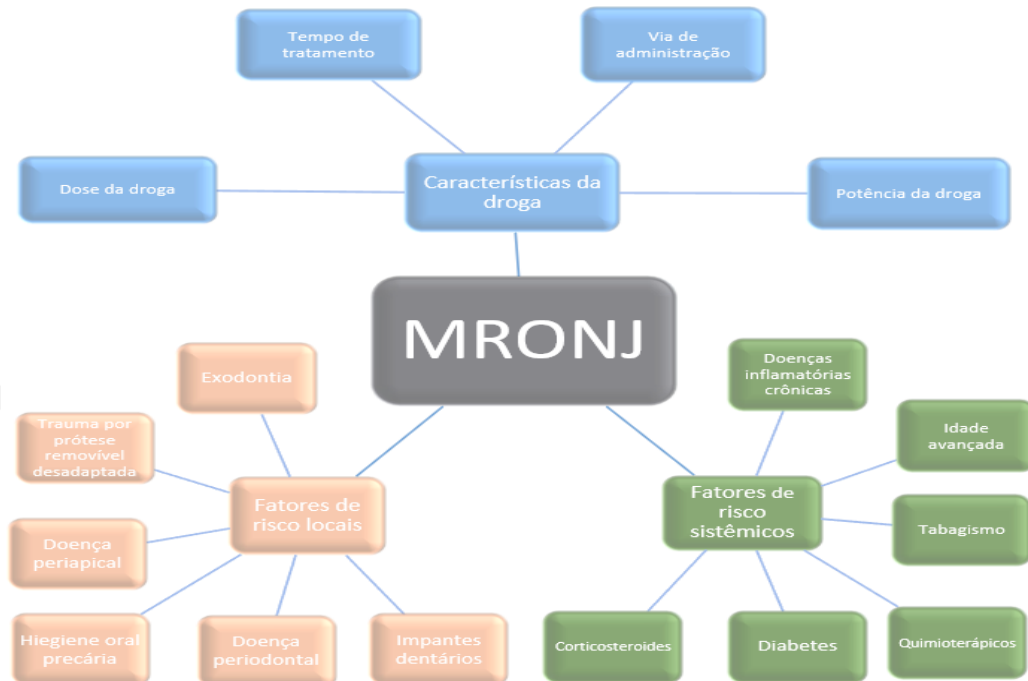 Tempo de
tratamento
Via de
administração
Dose da droga
Características da
droga
Potência da droga
MRONJ
Exodontia
Trauma por
prótese
removível
desadaptada
Fatores de
risco locais
Doença
periapical
Hiegiene oral
precária
Doença
periodontal
Impantes
dentários
Doenças
inflamatórias
crônicas
Idade
avançada
Fatores de
risco
sistêmicos
Tabagismo
Corticosteroides
Diabetes
Quimioterápicos